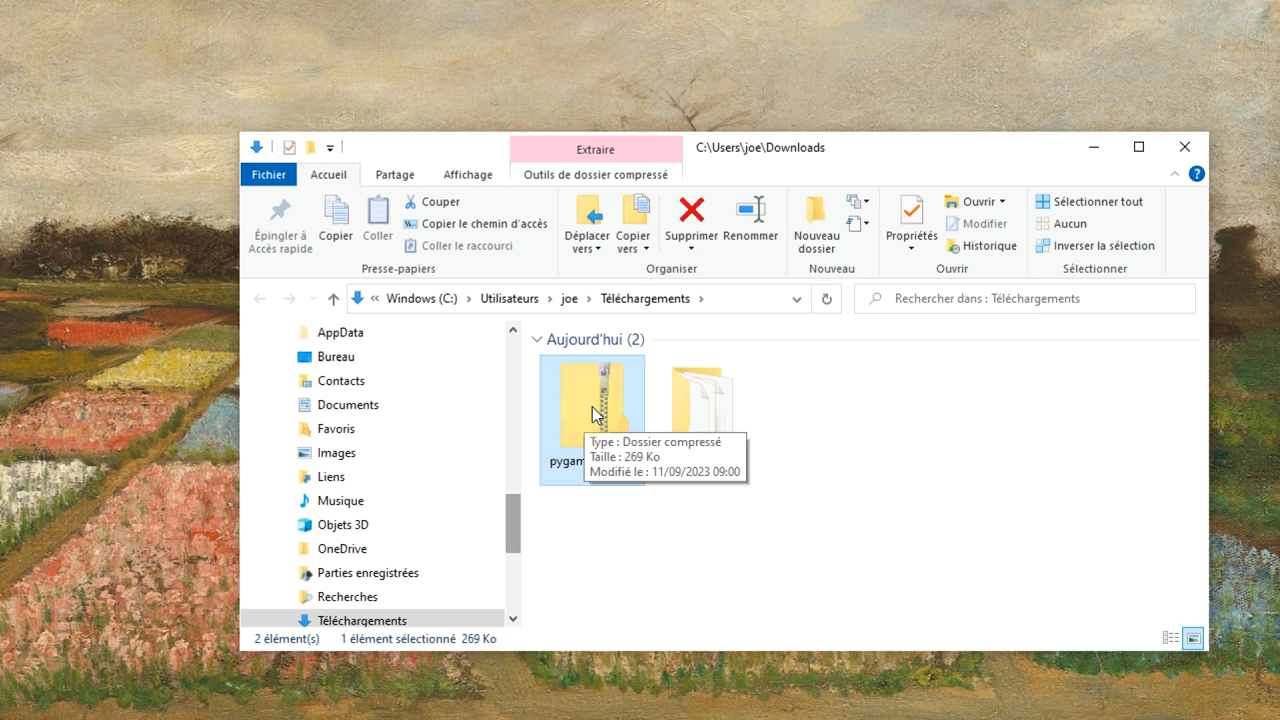 Extraire
C:\Users\joe\Downloads
Fichier
Accueil
Partage
Affichage
Outils de dossier compressé
Épingler à
Accès rapide
Copier
Coller
Couper
Copier le chemin d'accès
Coller le raccourci
Presse-papiers
Déplacer
vers
Copier
vers
Supprimer
Renommer
Organiser
Nouveau
dossier
Nouveau
Propriétés
Ouvrir
Modifier
Historique
Ouvrir
Sélectionner tout
Aucun
Inverser la sélection
Sélectionner
« Windows (C:) > Utilisateurs > joe > Téléchargements >
Rechercher dans : Téléchargements
AppData
Bureau
Contacts
Documents
Favoris
Images
Liens
Musique
Objets 3D
OneDrive
Parties enregistrées
Recherches
Téléchargements
Aujourd'hui (2)
Type : Dossier compressé
Taille : 269 Ko
Modifié le : 11/09/2023 09:00
2 élément(s)
1 élément sélectionné 269 Ko